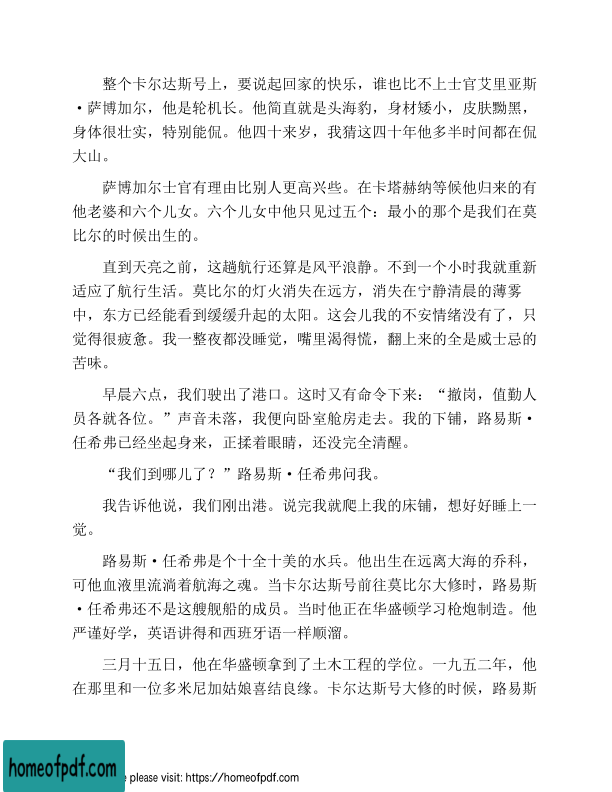 整个卡尔达斯号上，要说起回家的快乐，谁也比不上士官艾里亚斯
·萨博加尔，他是轮机长。他简直就是头海豹，身材矮小，皮肤黝黑，
身体很壮实，特别能侃。他四十来岁，我猜这四十年他多半时间都在侃
大山。
萨博加尔士官有理由比别人更高兴些。在卡塔赫纳等候他归来的有
他老婆和六个儿女。六个儿女中他只见过五个：最小的那个是我们在莫
比尔的时候出生的。
直到天亮之前，这趟航行还算是风平浪静。不到一个小时我就重新
适应了航行生活。莫比尔的灯火消失在远方，消失在宁静清晨的薄雾
中，东方已经能看到缓缓升起的太阳。这会儿我的不安情绪没有了，只
觉得很疲惫。我一整夜都没睡觉，嘴里渴得慌，翻上来的全是威士忌的
苦味。
早晨六点，我们驶出了港口。这时又有命令下来：“撤岗，值勤人
员各就各位。”声音未落，我便向卧室舱房走去。我的下铺，路易斯·
任希弗已经坐起身来，正揉着眼睛，还没完全清醒。
“我们到哪儿了？”路易斯·任希弗问我。
我告诉他说，我们刚出港。说完我就爬上我的床铺，想好好睡上一
觉。
路易斯·任希弗是个十全十美的水兵。他出生在远离大海的乔科，
可他血液里流淌着航海之魂。当卡尔达斯号前往莫比尔大修时，路易斯
·任希弗还不是这艘舰船的成员。当时他正在华盛顿学习枪炮制造。他
严谨好学，英语讲得和西班牙语一样顺溜。
三月十五日，他在华盛顿拿到了土木工程的学位。一九五二年，他
在那里和一位多米尼加姑娘喜结良缘。卡尔达斯号大修的时候，路易斯
homeofpdf.com
e please visit: https://homeofpdf.com